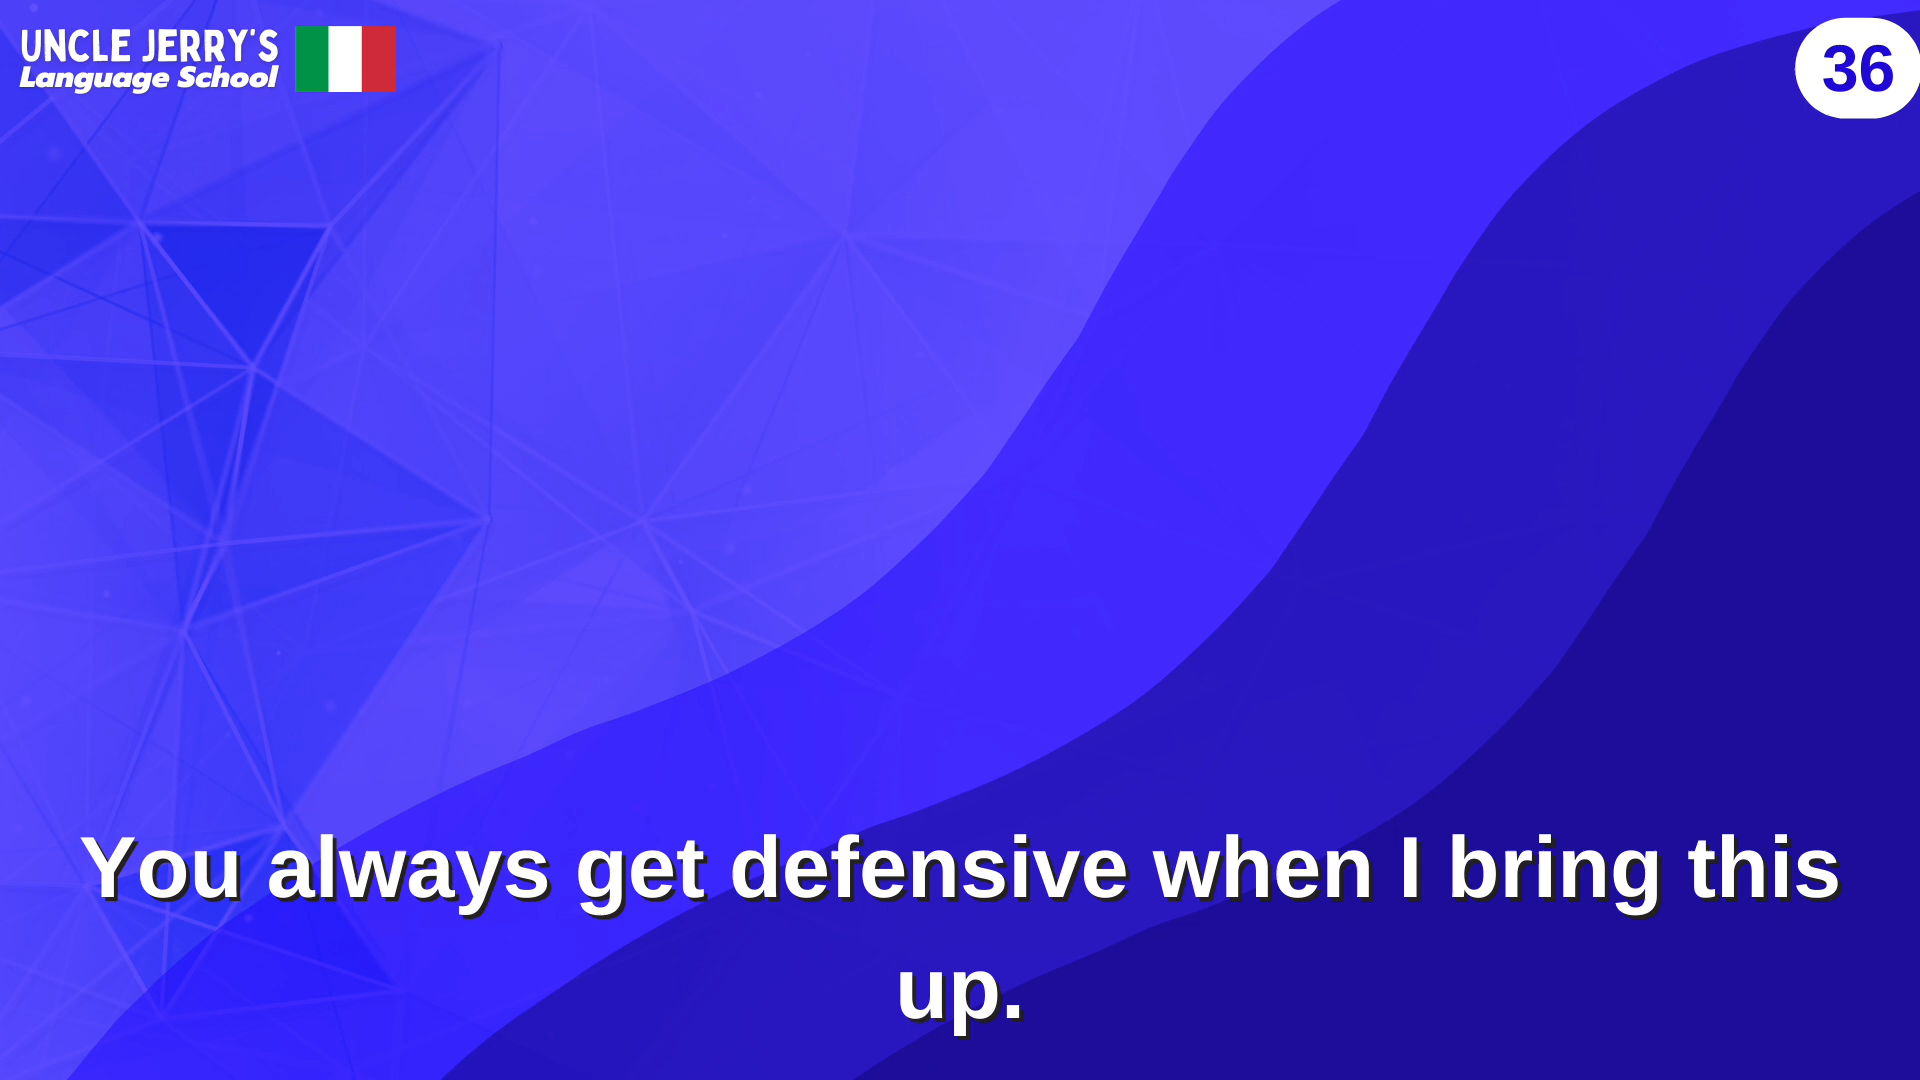 UNCLE JERRY'S
Language School
36
You always get defensive when I bring this
up.